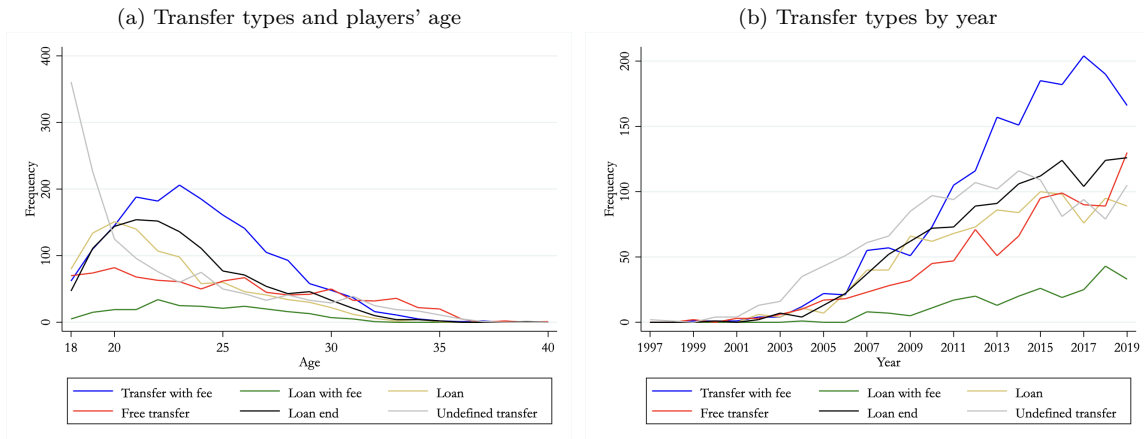 (a) Transfer types and players' age
400
300
200
100
0
Frequency
18 20 25 30 35 40
Age
Transfer with fee Loan with fee Loan
Free transfer Loan end Undefined transfer
(b) Transfer types by year
200
150
100
50
0
Frequency
1997 1999 2001 2003 2005 2007 2009 2011 2013 2015 2017 2019
Year
Transfer with fee Loan with fee Loan
Free transfer Loan end Undefined transfer